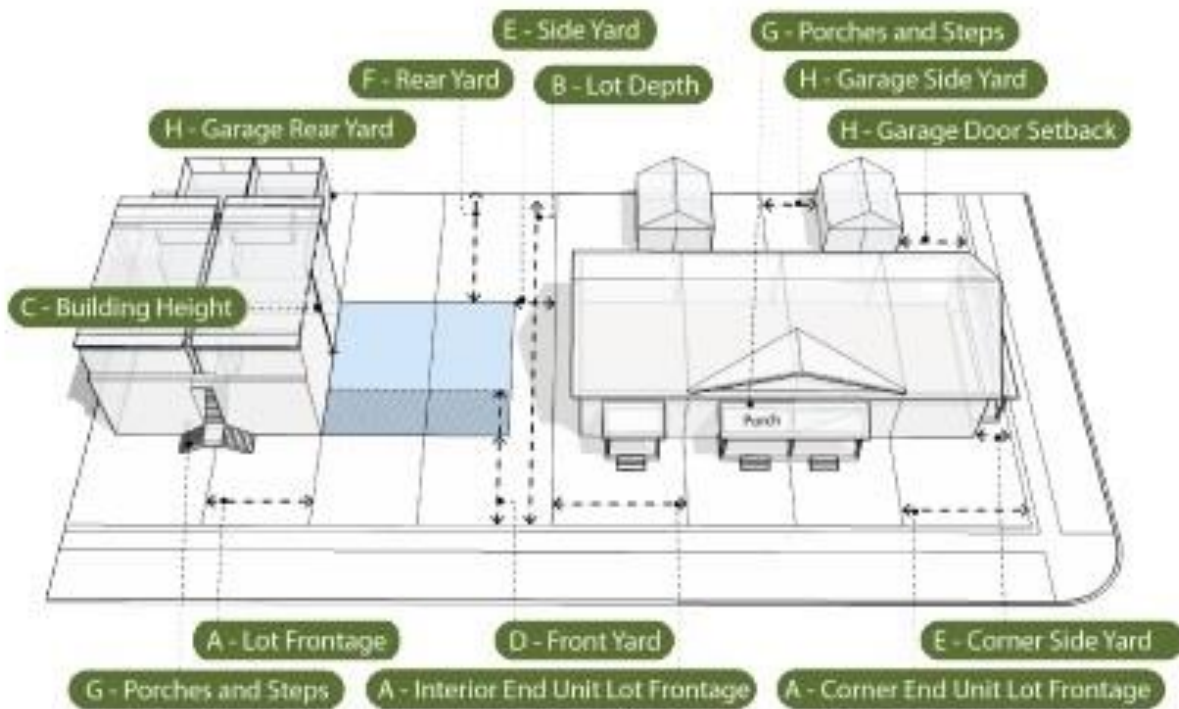 E - Side Yard
G - Porches and Steps
F - Rear Yard
B - Lot Depth
H - Garage Side Yard
H - Garage Rear Yard
H - Garage Door Setback
C - Building Height
Porch
A - Lot Frontage
D - Front Yard
E - Corner Side Yard
G - Porches and Steps
A - Interior End Unit Lot Frontage
A - Corner End Unit Lot Frontage